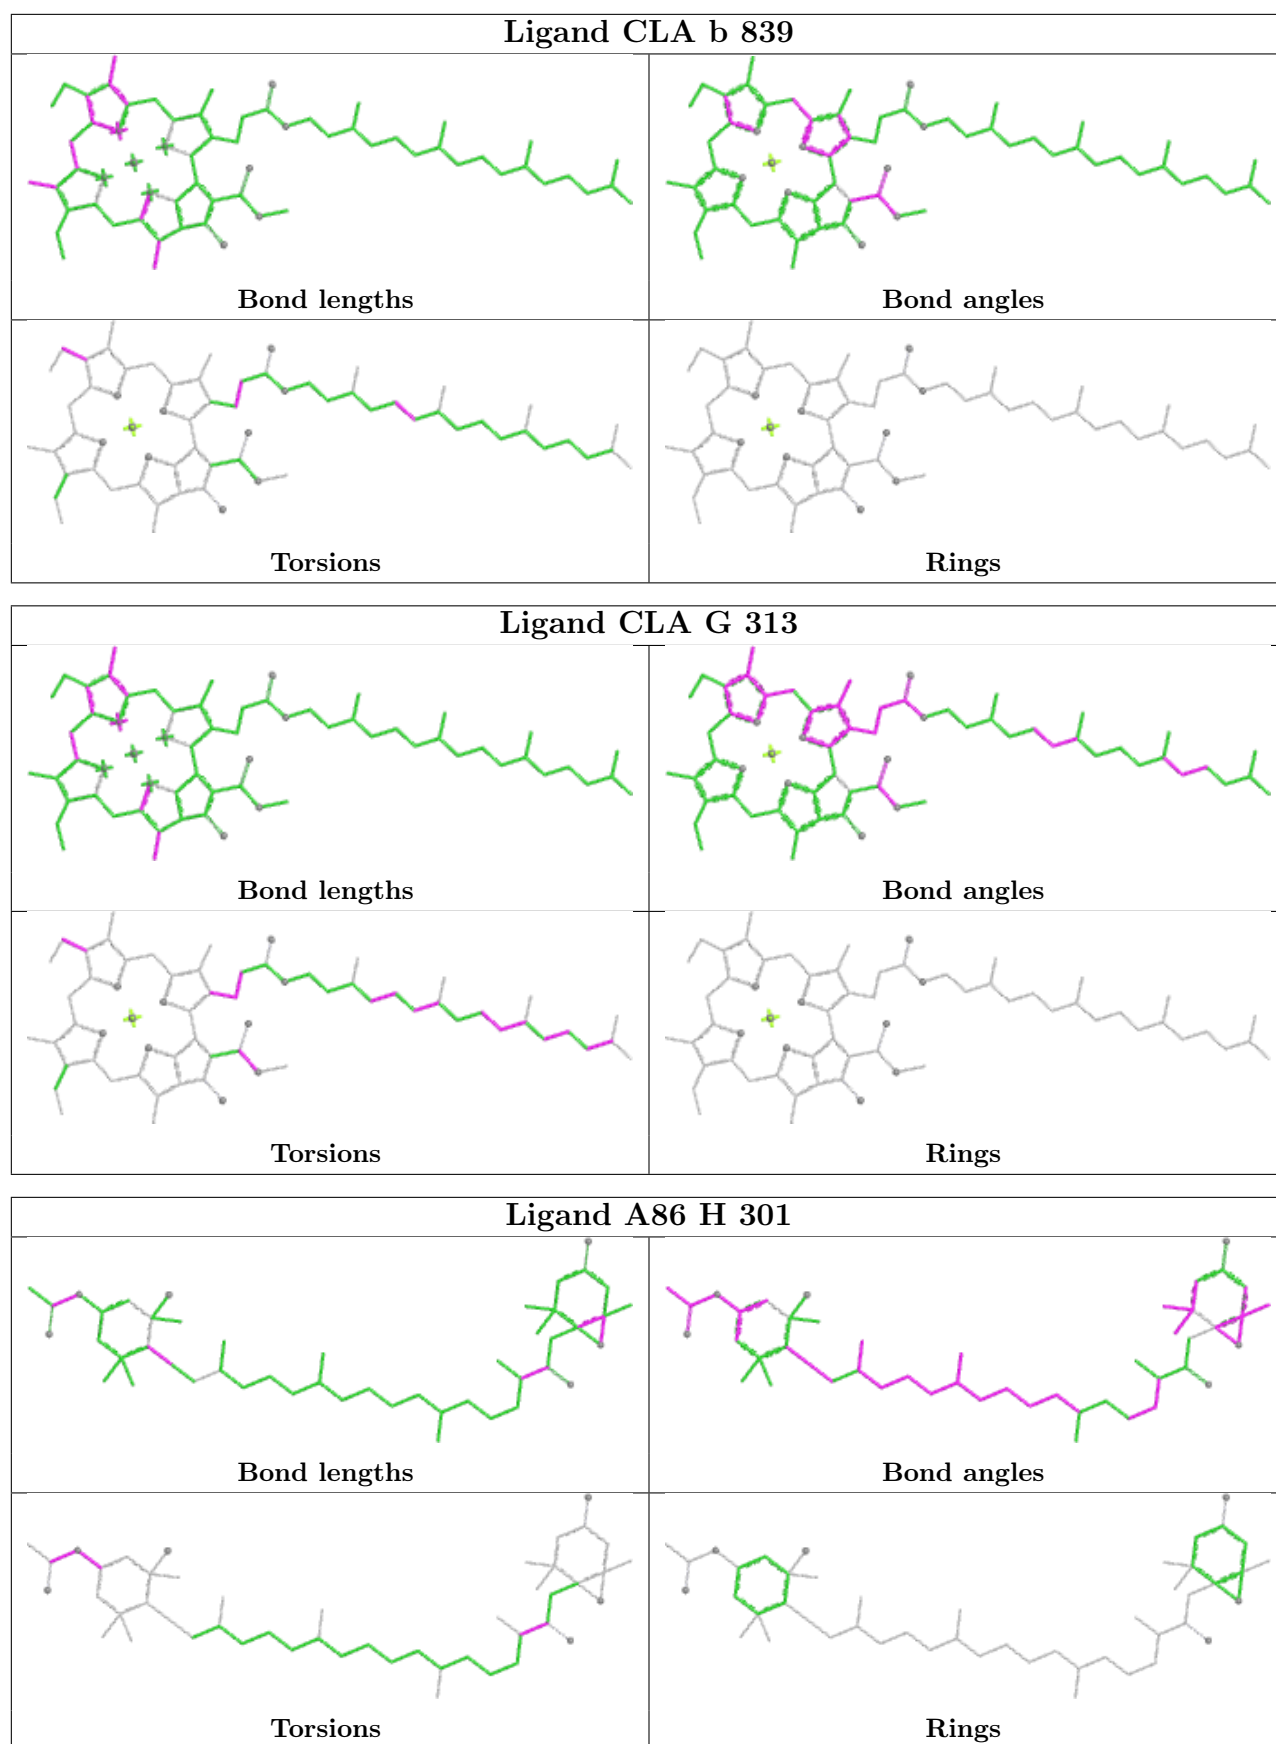 Ligand CLA b 839
Bond lengths
Bond angles
Torsions
Rings
Ligand CLA G 313
Bond lengths
Bond angles
Torsions
Rings
Ligand A86 H 301
Bond lengths
Bond angles
Torsions
Rings